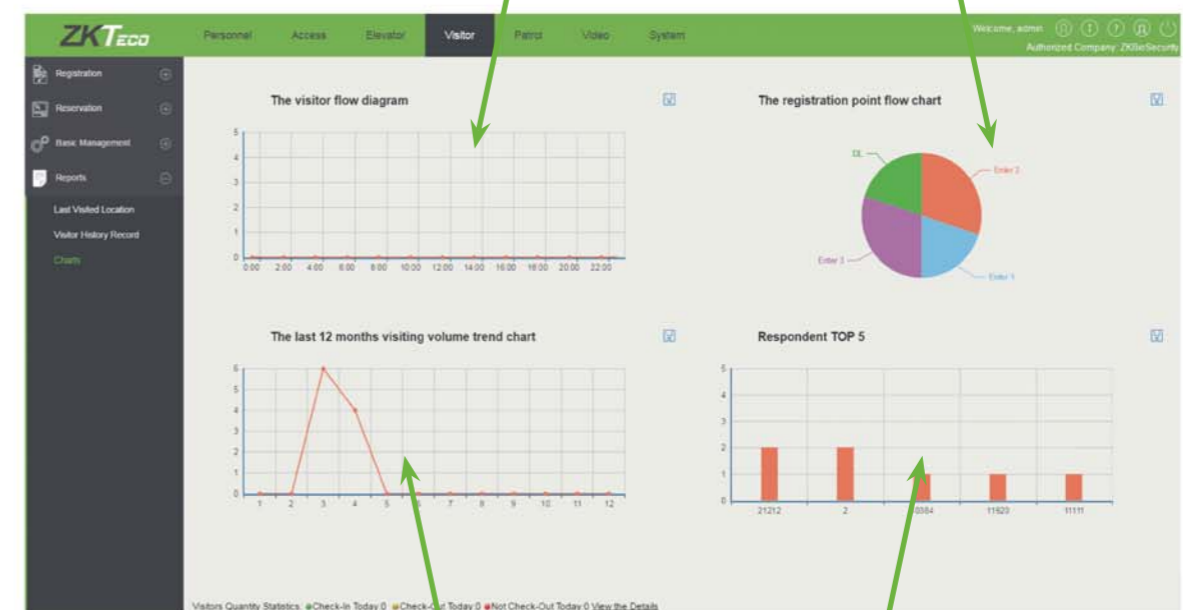 ZKTeco
Personnel Access Elevator Visitor Patrol Video System
Welcome, admin
Authorized Company: ZKBioSecurity
Registration
Reservation
Basic Management
Reports
Last Visited Location
Visitor History Record
Charts
The visitor flow diagram
5
4
3
2
1
0
0:00 2:00 4:00 6:00 8:00 10:00 12:00 14:00 16:00 18:00 20:00 22:00
The registration point flow chart
Enter 2
Enter 3
Enter 1
The last 12 months visiting volume trend chart
6
5
4
3
2
1
0
1 2 3 4 5 6 7 8 9 10 11 12
Respondent TOP 5
5
4
3
2
1
0
21212 2 11920 11111
Visitors Quantity Statistics: Check-In Today:0 Check-Out Today:0 Not Check-Out Today:0 View the Details